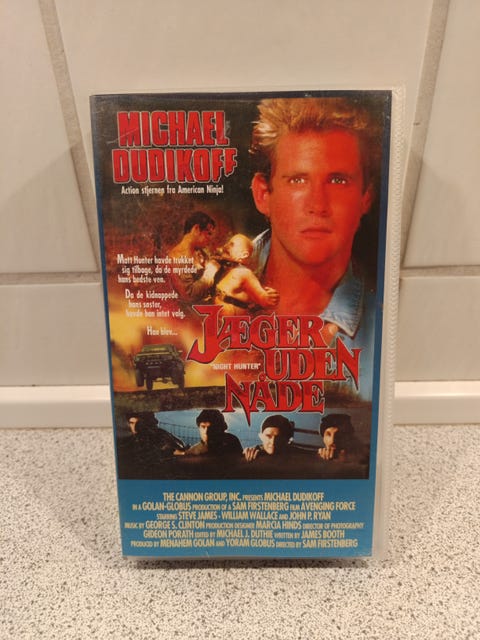 MICHAEL
DUDIKOFF
Action stjernen fra American Ninja!
Matt Hunter havde trukket
sig tilbage, da de myrdede
hans bedste ven.
Da de kidnappede
hans søster,
havde han intet valg.
Han blev...
JÆGER
UDEN
"NIGHT HUNTER"
NÅDE
THE CANNON GROUP, INC. PRESENTS MICHAEL DUDIKOFF
IN A GOLAN-GLOBUS PRODUCTION OF A SAM FIRSTENBERG FILM AVENGING FORCE
STARRING STEVE JAMES · WILLIAM WALLACE AND JOHN P. RYAN
MUSIC BY GEORGE S. CLINTON PRODUCTION DESIGNER MARCIA HINDS DIRECTOR OF PHOTOGRAPHY
GIDEON PORATH EDITED BY MICHAEL J. DUTHIE WRITTEN BY JAMES BOOTH
PRODUCED BY MENAHEM GOLAN AND YORAM GLOBUS DIRECTED BY SAM FIRSTENBERG